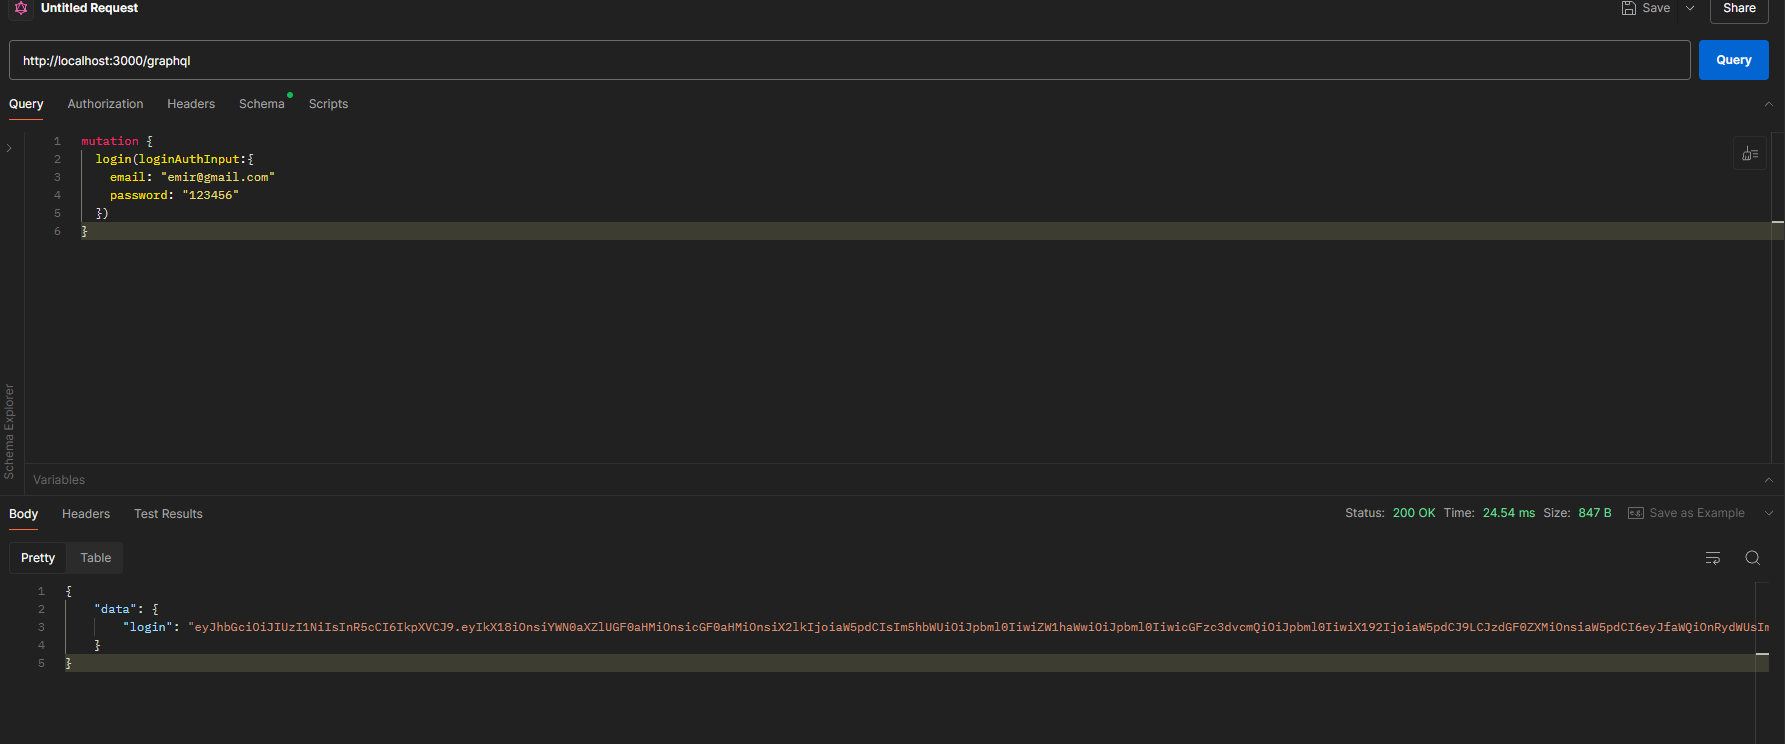 Untitled Request
Save
Share
http://localhost:3000/graphql
Query
Query Authorization Headers Schema Scripts
1 mutation {
2 login(loginAuthInput:{
3 email: "emir@gmail.com"
4 password: "123456"
5 })
6 }
Schema Explorer
Variables
Body Headers Test Results
Status: 200 OK Time: 24.54 ms Size: 847 B e.g. Save as Example
Pretty Table
1 {
2 "data": {
3 "login": "eyJhbGciOiJIUzI1NiIsInR5cCI6IkpXVCJ9.eyIkX18iOnsiYWN0aXZlUGF0aHMiOnsicGF0aHMiOnsiX2lkIjoiaW5pdCIsIm5hbWUiOiJpbml0IiwiZW1haWwiOiJpbml0IiwicGFzc3dvcmQiOiJpbml0IiwiX192IjoiaW5pdCJ9LCJzdGF0ZXMiOnsiaW5pdCI6eyJfaWQiOnRydWUsIm
4 }
5 }